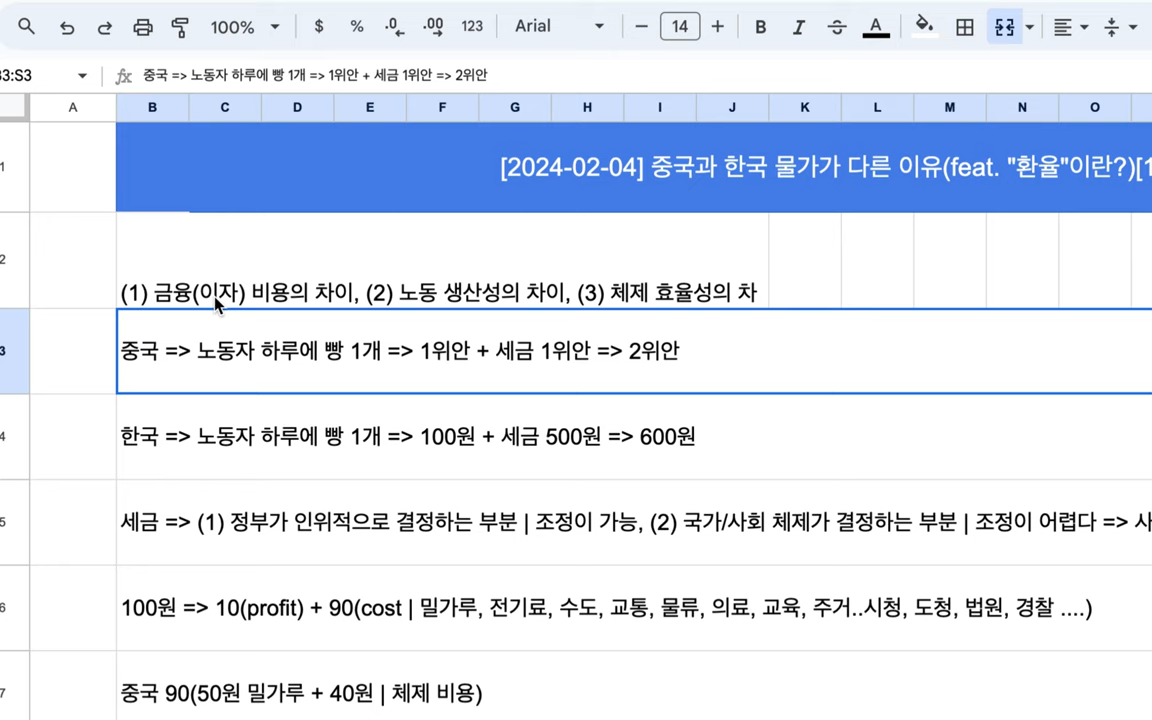 100% $ % .0 .00 123 Arial 14 B I A
3:S3 fx 중국 => 노동자 하루에 빵 1개 => 1위안 + 세금 1위안 => 2위안
A B C D E F G H I J K L M N O
1 [2024-02-04] 중국과 한국 물가가 다른 이유(feat. "환율"이란?)[1
2 (1) 금융(이자) 비용의 차이, (2) 노동 생산성의 차이, (3) 체제 효율성의 차
3 중국 => 노동자 하루에 빵 1개 => 1위안 + 세금 1위안 => 2위안
4 한국 => 노동자 하루에 빵 1개 => 100원 + 세금 500원 => 600원
5 세금 => (1) 정부가 인위적으로 결정하는 부분 | 조정이 가능, (2) 국가/사회 체제가 결정하는 부분 | 조정이 어렵다 => 사
6 100원 => 10(profit) + 90(cost | 밀가루, 전기료, 수도, 교통, 물류, 의료, 교육, 주거..시청, 도청, 법원, 경찰 ....)
7 중국 90(50원 밀가루 + 40원 | 체제 비용)